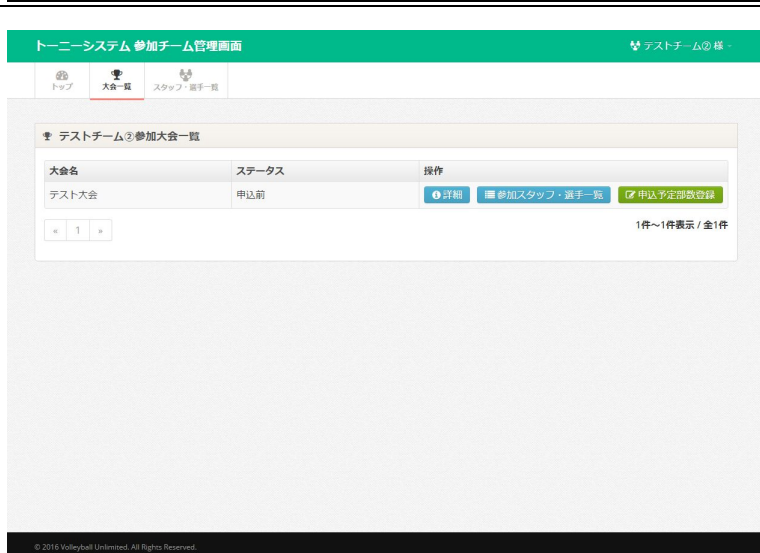 トーニーシステム 参加チーム管理画面
テストチーム② 様
トップ
大会一覧
スタッフ・選手一覧
テストチーム②参加大会一覧
大会名 ステータス 操作
テスト大会 申込前 詳細 参加スタッフ・選手一覧 申込予定部数登録
« 1 »
1件～1件表示 / 全1件
© 2016 Volleyball Unlimited. All Rights Reserved.